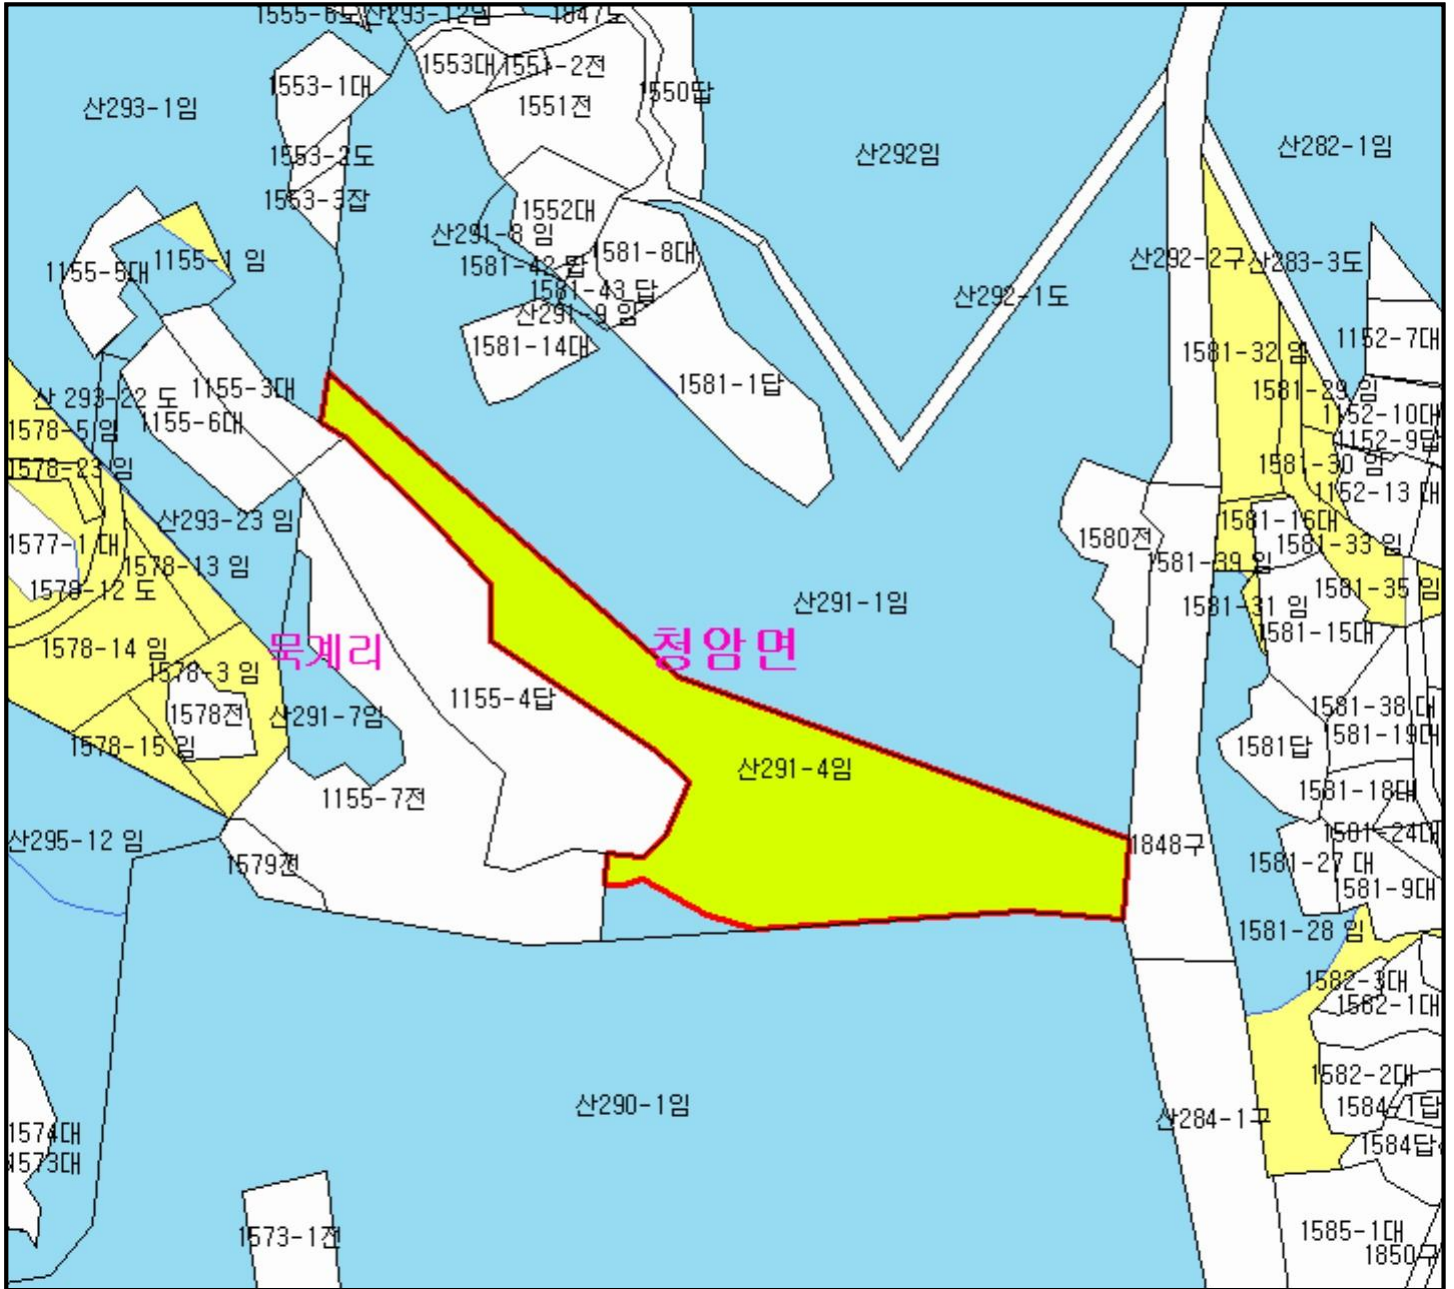 산293-12임
1553대
1551-2전
1553-1대
1550답
산293-1임
1551전
산282-1임
1553-2도
산292임
1553-3잡
1552대
산291-8 임
1581-8대
1155-1 임
산292-2구
산283-3도
1155-5대
1581-42 답
1581-43 답
산292-1도
산291-9 임
1152-7대
1581-14대
1581-32 임
1155-3대
1581-1답
1581-29 임
산 293-22 도
1152-10대
1155-6대
1578-5 임
1152-9답
1581-30 임
1578-23 임
1152-13 대
산293-23 임
1581-16대
1580전
1577-1 대
1581-33 임
1578-13 임
1581-39 임
1578-12 도
1581-35 임
산291-1임
1581-31 임
1581-15대
1578-14 임
묵계리
청암면
1578-3 임
1155-4답
1578전
산291-7임
1581-38 대
1581-19대
1578-15 임
1581답
산291-4임
1155-7전
1581-18대
1581-24대
산295-12 임
1848구
1579전
1581-27 대
1581-9대
1581-28 임
1582-3대
1582-1대
1582-2대
산290-1임
1584-1답
산284-1구
1574대
1584답
1573대
1573-1전
1585-1대
1850구